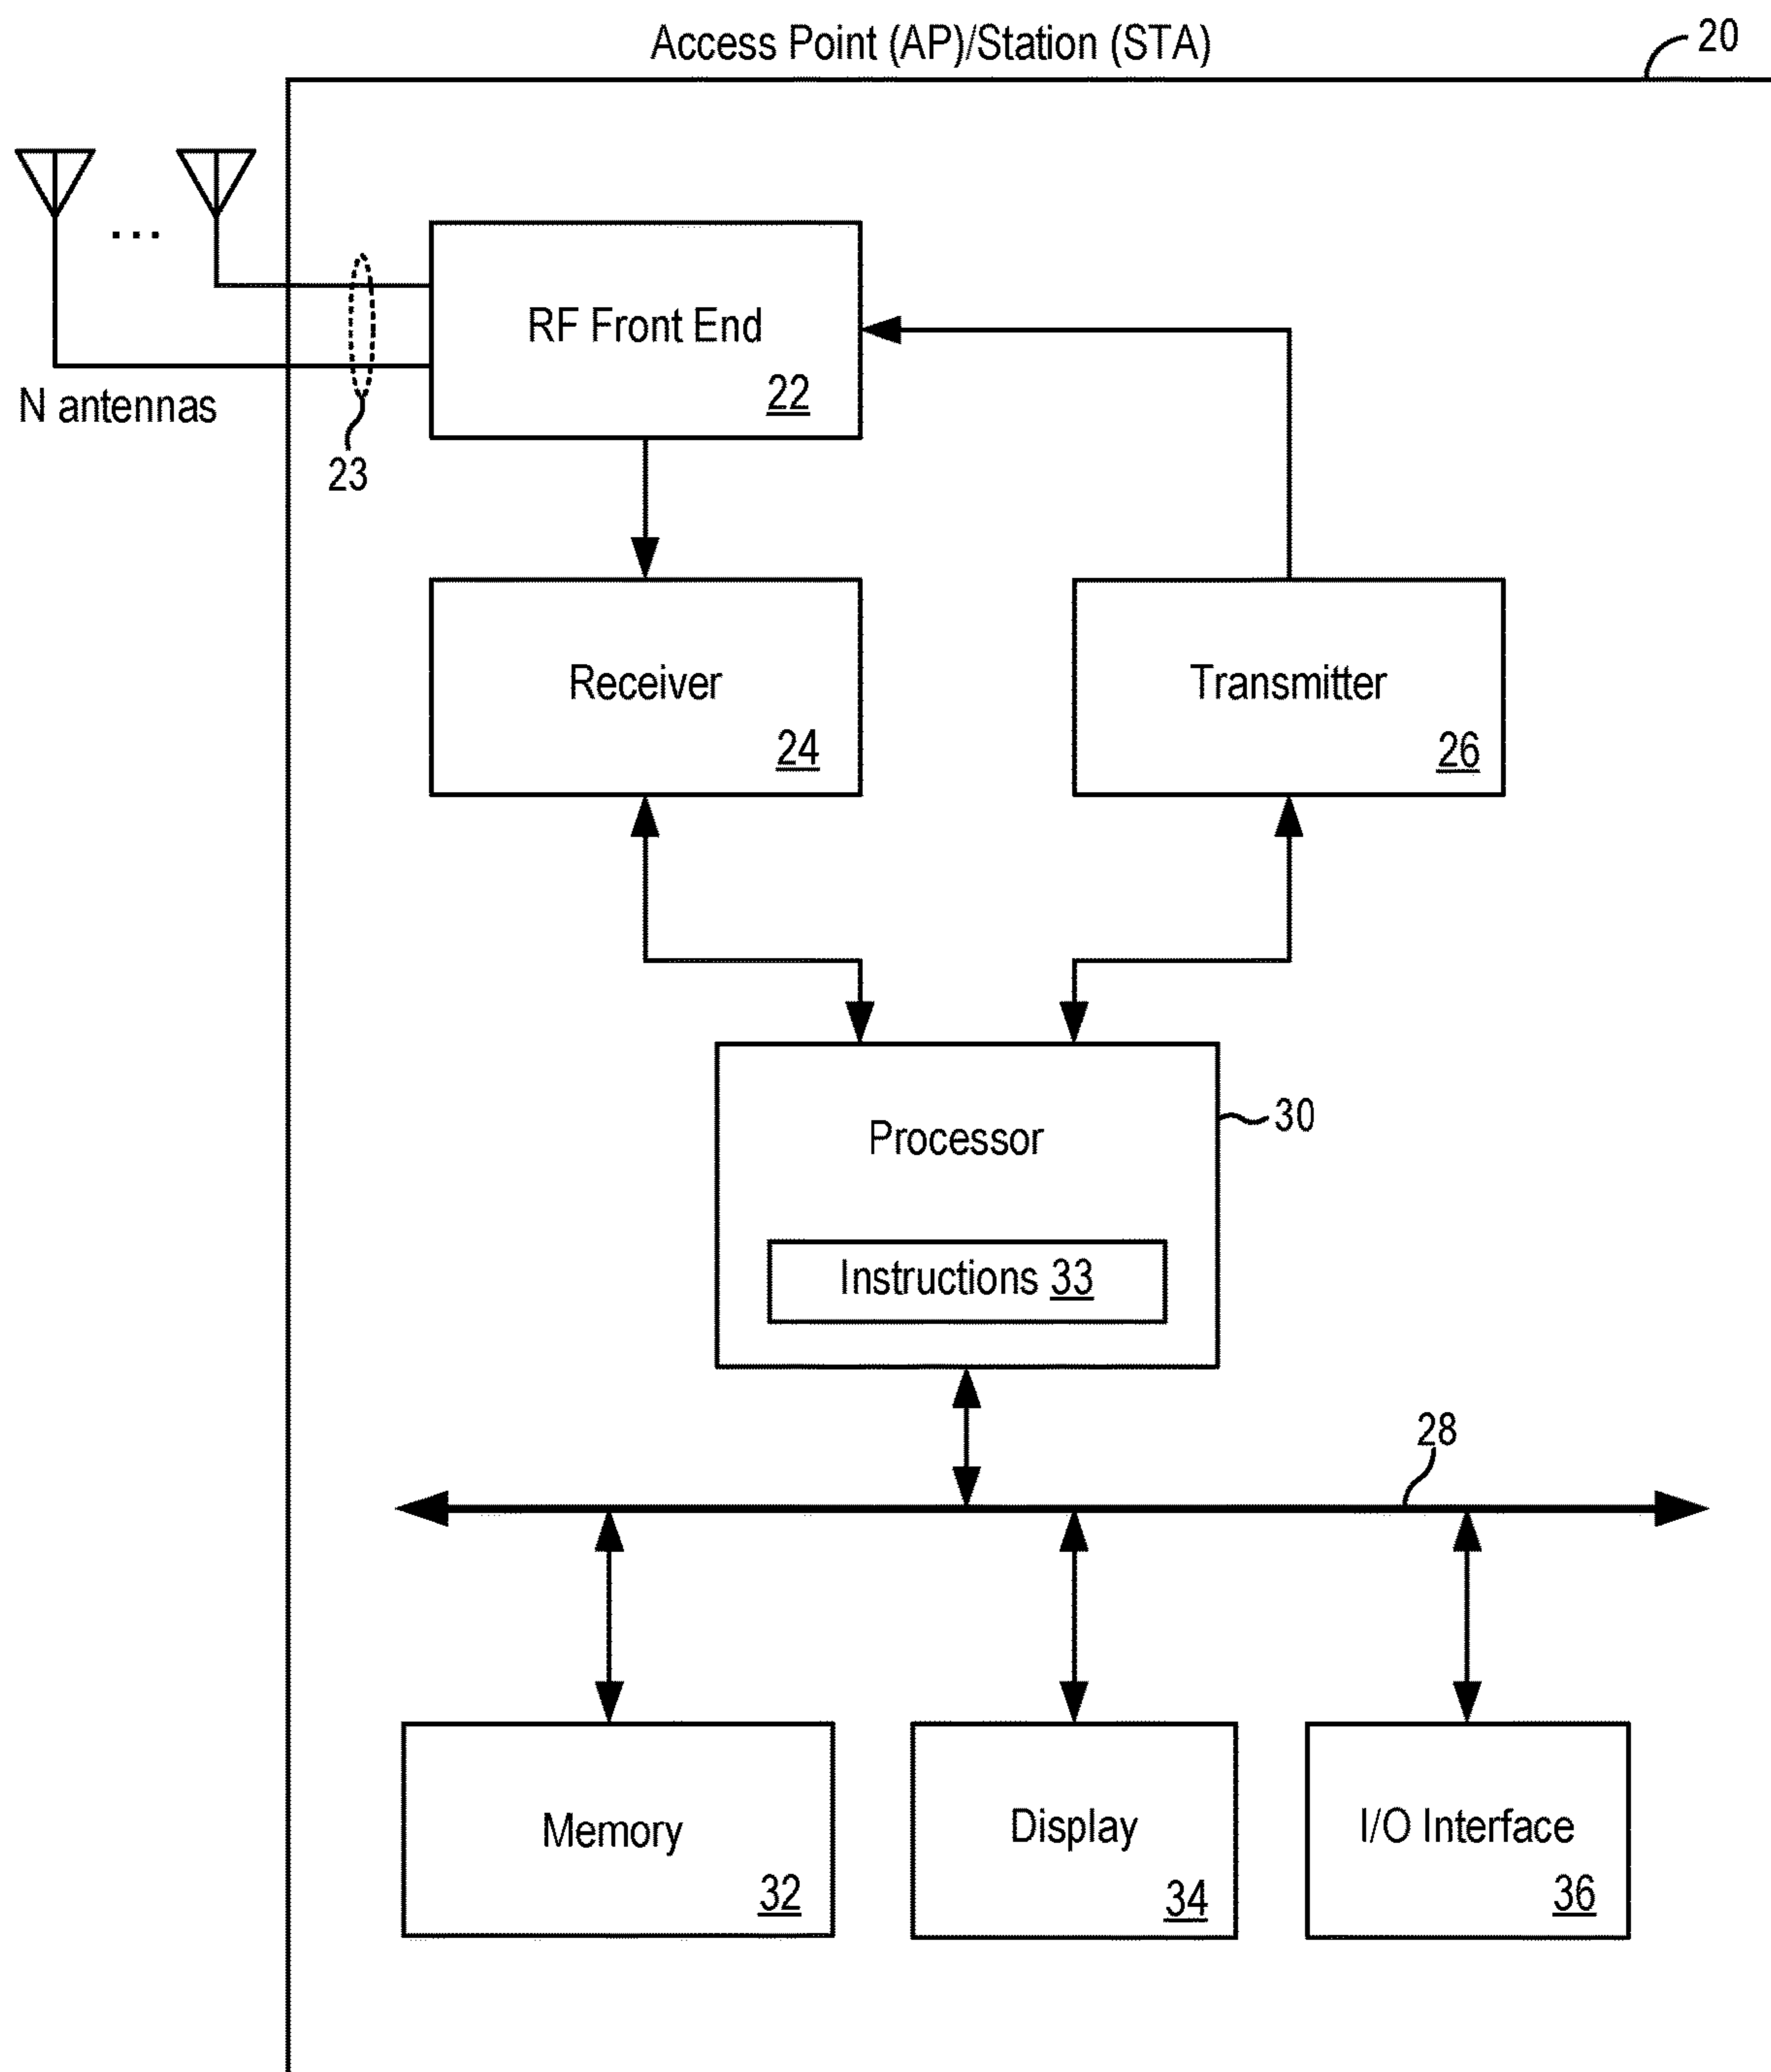 Access Point (AP)/Station (STA)
20
...
N antennas
23
RF Front End
22
Receiver
24
Transmitter
26
Processor
30
Instructions 33
28
Memory
32
Display
34
I/O Interface
36